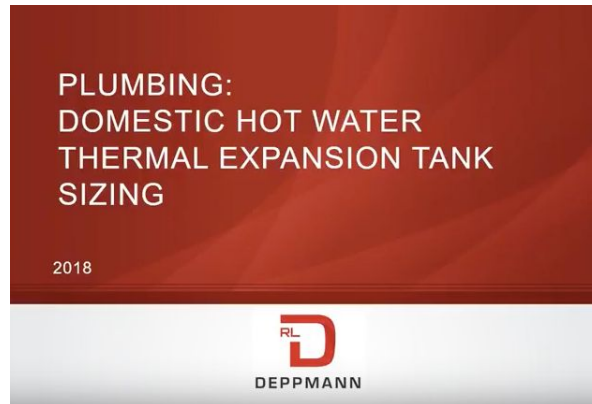 PLUMBING:
DOMESTIC HOT WATER
THERMAL EXPANSION TANK
SIZING
2018
RL
DEPPMANN